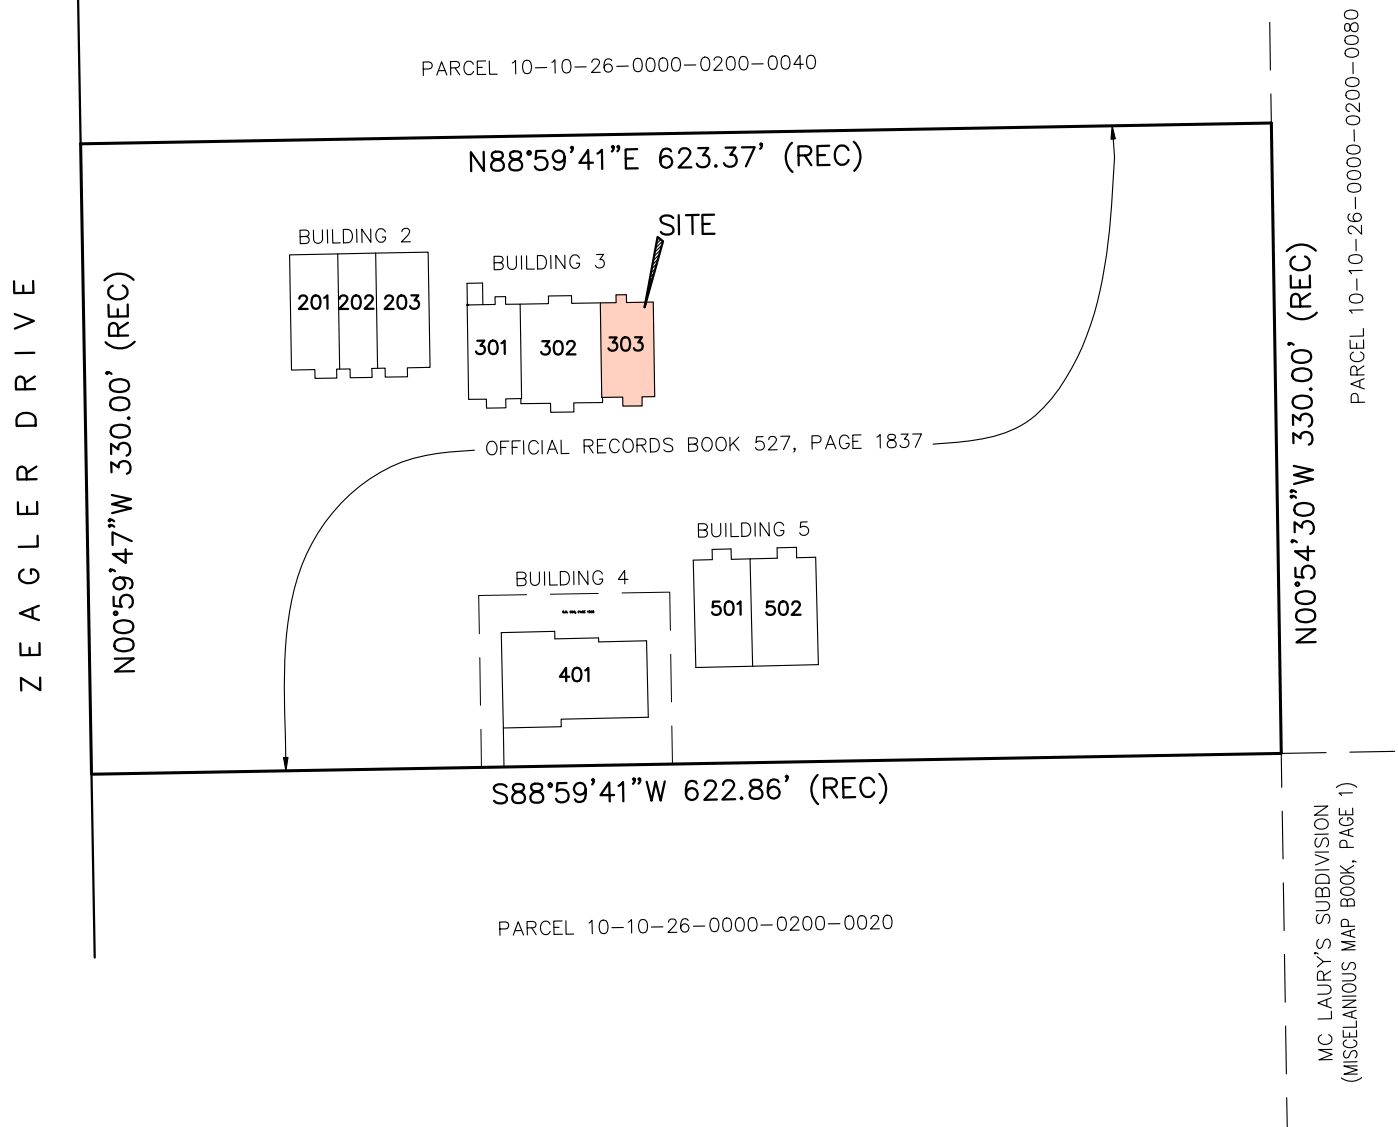 PARCEL 10-10-26-0000-0200-0040
PARCEL 10-10-26-0000-0200-0080
N88°59'41"E 623.37' (REC)
SITE
BUILDING 2
BUILDING 3
201 202 203
301 302 303
ZEAGLER DRIVE
N00°59'47"W 330.00' (REC)
N00°54'30"W 330.00' (REC)
OFFICIAL RECORDS BOOK 527, PAGE 1837
BUILDING 5
501 502
BUILDING 4
401
S88°59'41"W 622.86' (REC)
PARCEL 10-10-26-0000-0200-0020
MC LAURY'S SUBDIVISION
(MISCELANIOUS MAP BOOK, PAGE 1)